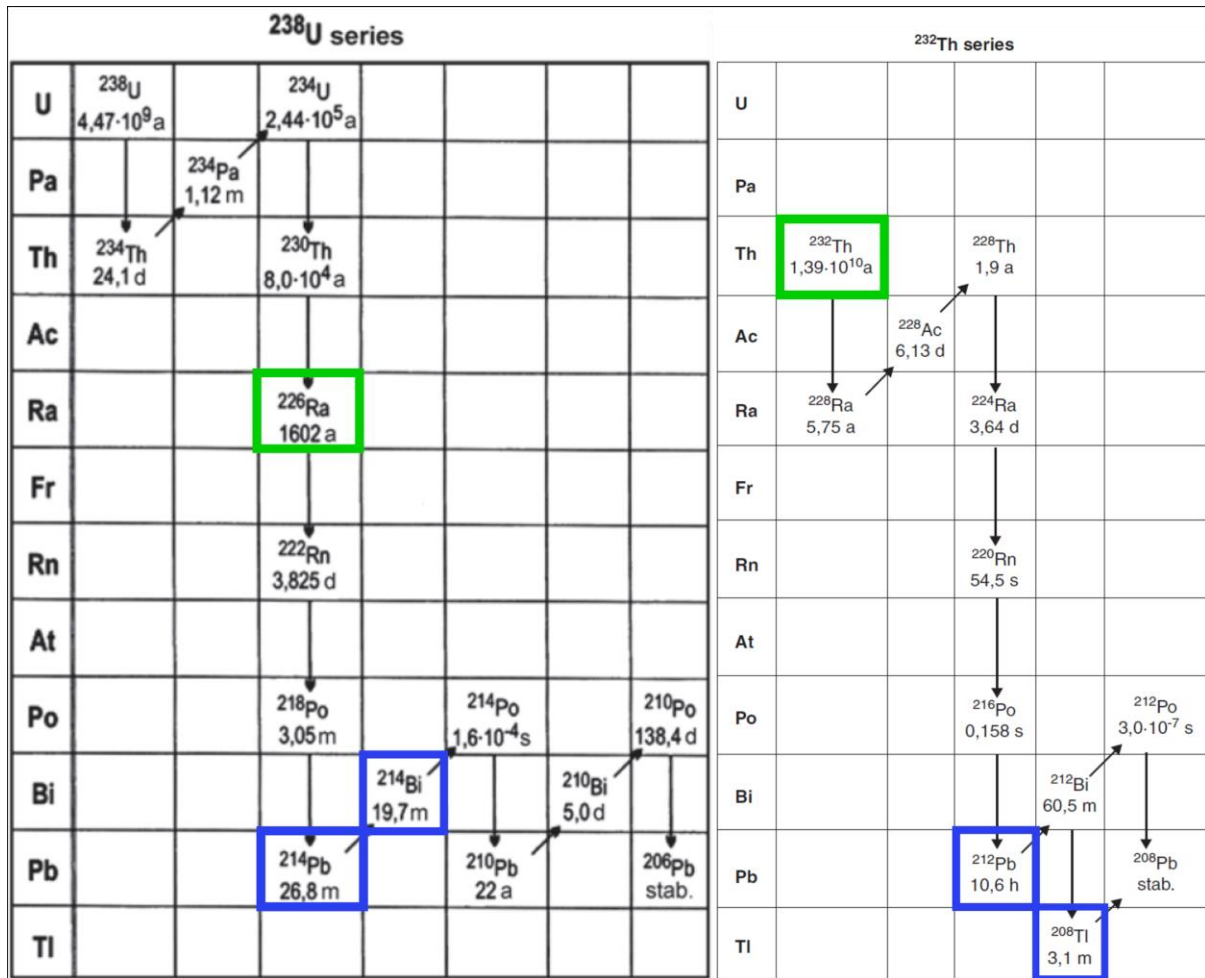 ²³⁸U series
U
²³⁸U
4,47·10⁹a
²³⁴U
2,44·10⁵a
Pa
²³⁴Pa
1,12 m
Th
²³⁴Th
24,1 d
²³⁰Th
8,0·10⁴a
Ac
Ra
²²⁶Ra
1602 a
Fr
Rn
²²²Rn
3,825 d
At
Po
²¹⁸Po
3,05 m
²¹⁴Po
1,6·10⁻⁴s
²¹⁰Po
138,4 d
Bi
²¹⁴Bi
19,7 m
²¹⁰Bi
5,0 d
Pb
²¹⁴Pb
26,8 m
²¹⁰Pb
22 a
²⁰⁶Pb
stab.
Tl
²³²Th series
U
Pa
Th
²³²Th
1,39·10¹⁰a
²²⁸Th
1,9 a
Ac
²²⁸Ac
6,13 d
Ra
²²⁸Ra
5,75 a
²²⁴Ra
3,64 d
Fr
Rn
²²⁰Rn
54,5 s
At
Po
²¹⁶Po
0,158 s
²¹²Po
3,0·10⁻⁷ s
Bi
²¹²Bi
60,5 m
Pb
²¹²Pb
10,6 h
²⁰⁸Pb
stab.
Tl
²⁰⁸Tl
3,1 m